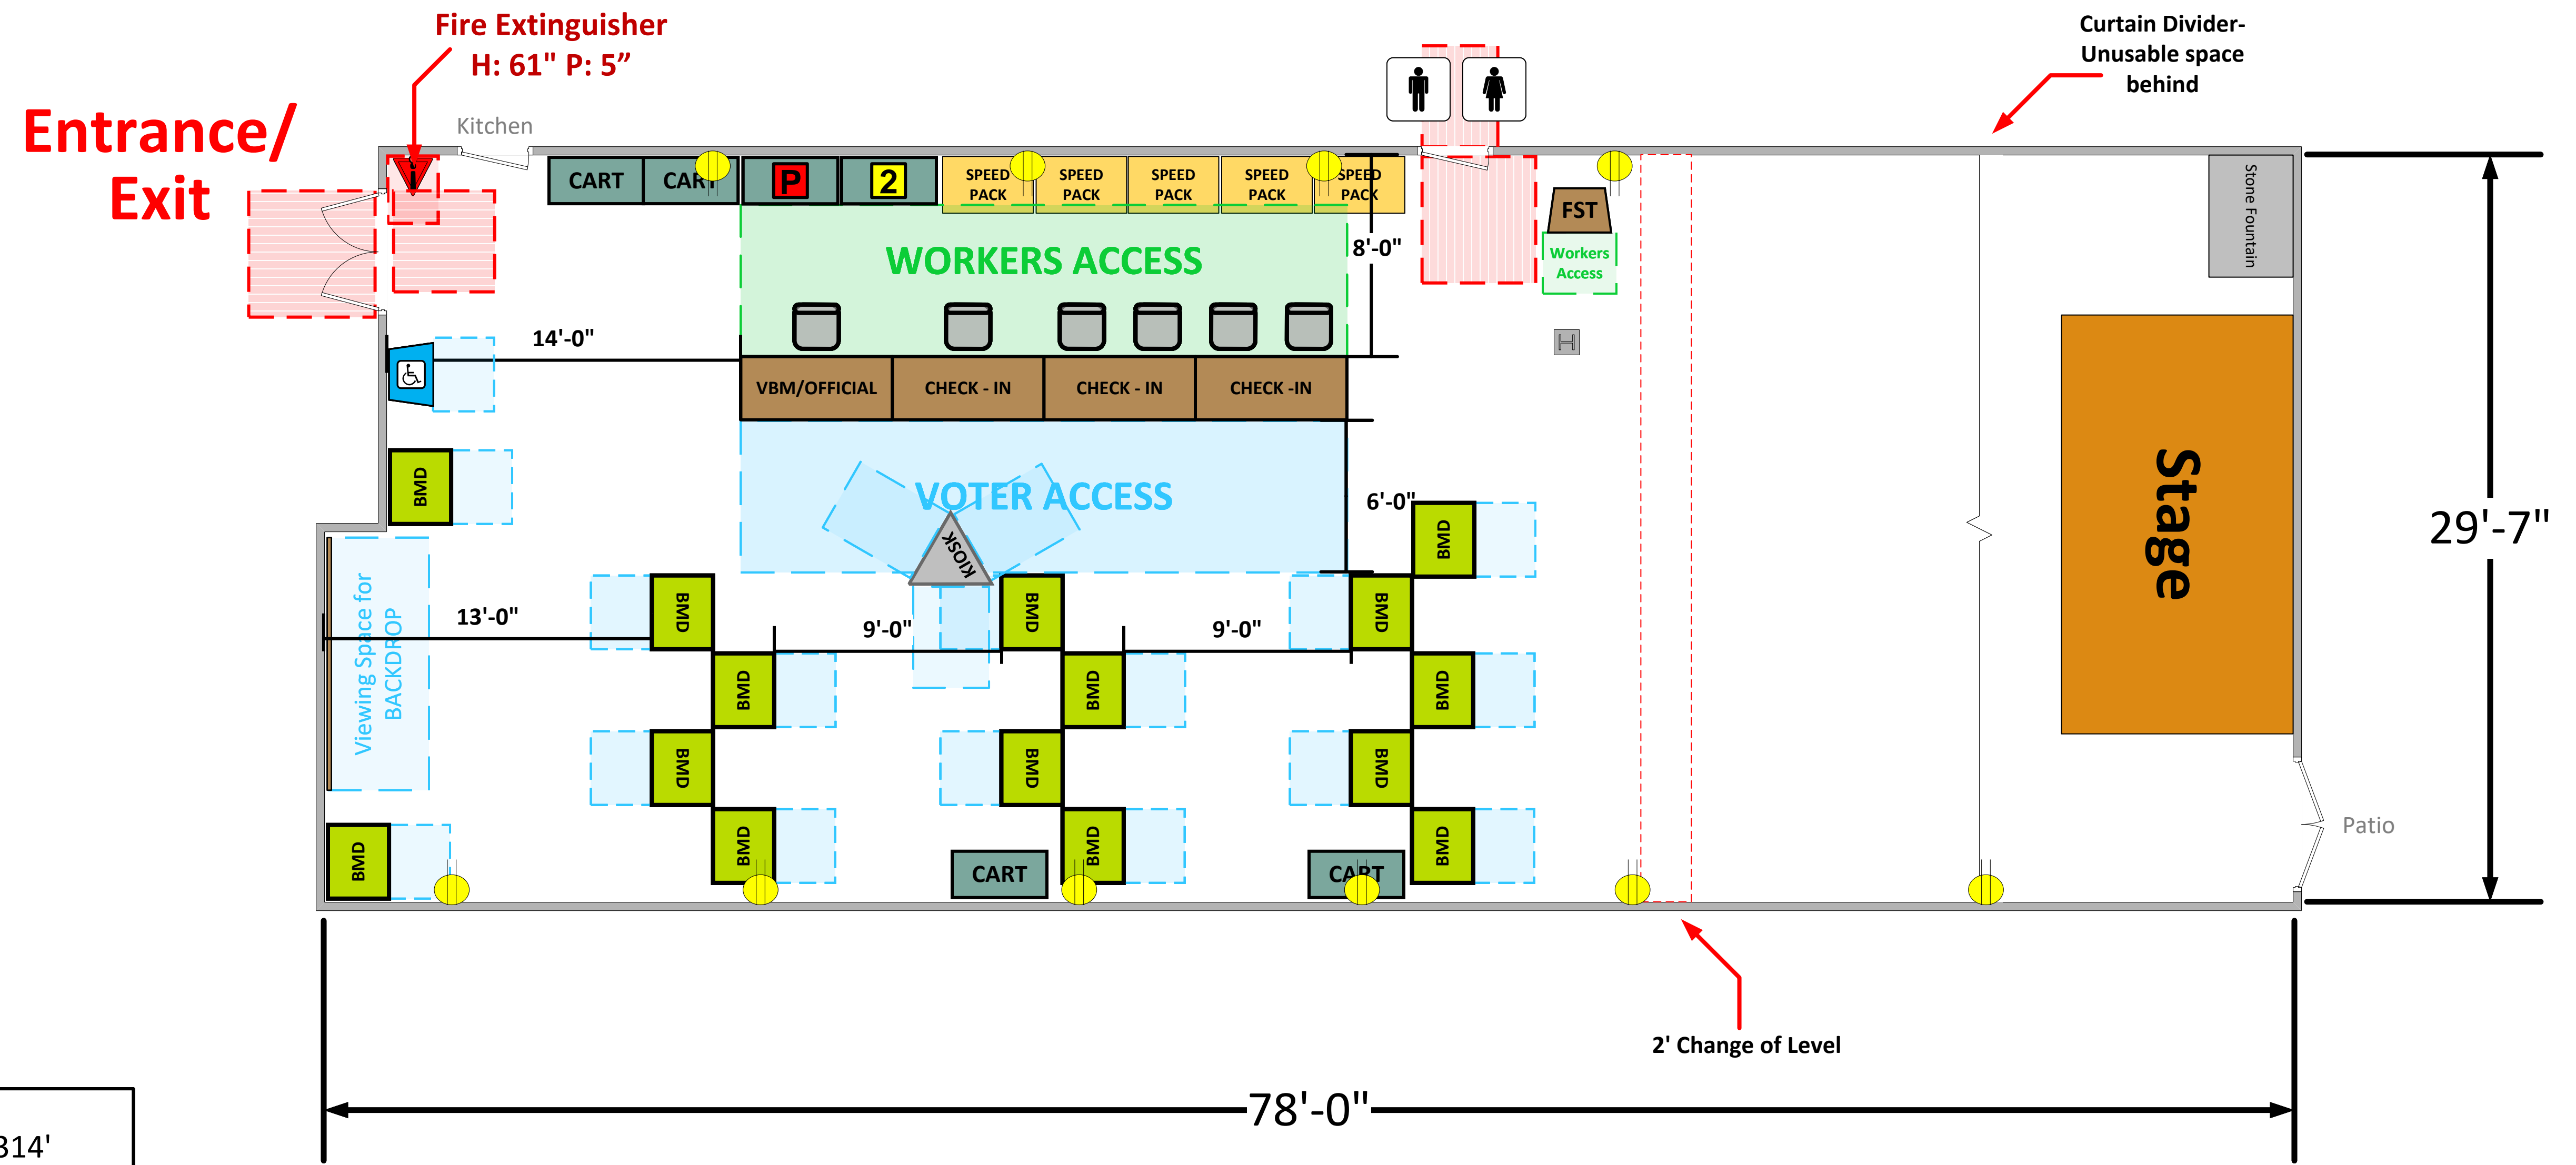 Fire Extinguisher
H: 61" P: 5”
Curtain Divider-
Unusable space
behind
Entrance/
Exit
Kitchen
i
CART
CART
P
2
SPEED
PACK
SPEED
PACK
SPEED
PACK
SPEED
PACK
SPEED
PACK
FST
Workers
Access
Stone Fountain
WORKERS ACCESS
8'-0"
H
14'-0"
VBM/OFFICIAL
CHECK - IN
CHECK - IN
CHECK -IN
VOTER ACCESS
6'-0"
KIOSK
BMD
BMD
Stage
29'-7"
Viewing Space for
BACKDROP
13'-0"
9'-0"
9'-0"
BMD
BMD
BMD
BMD
BMD
BMD
BMD
BMD
BMD
BMD
BMD
BMD
BMD
CART
CART
Patio
2' Change of Level
78'-0"
314'